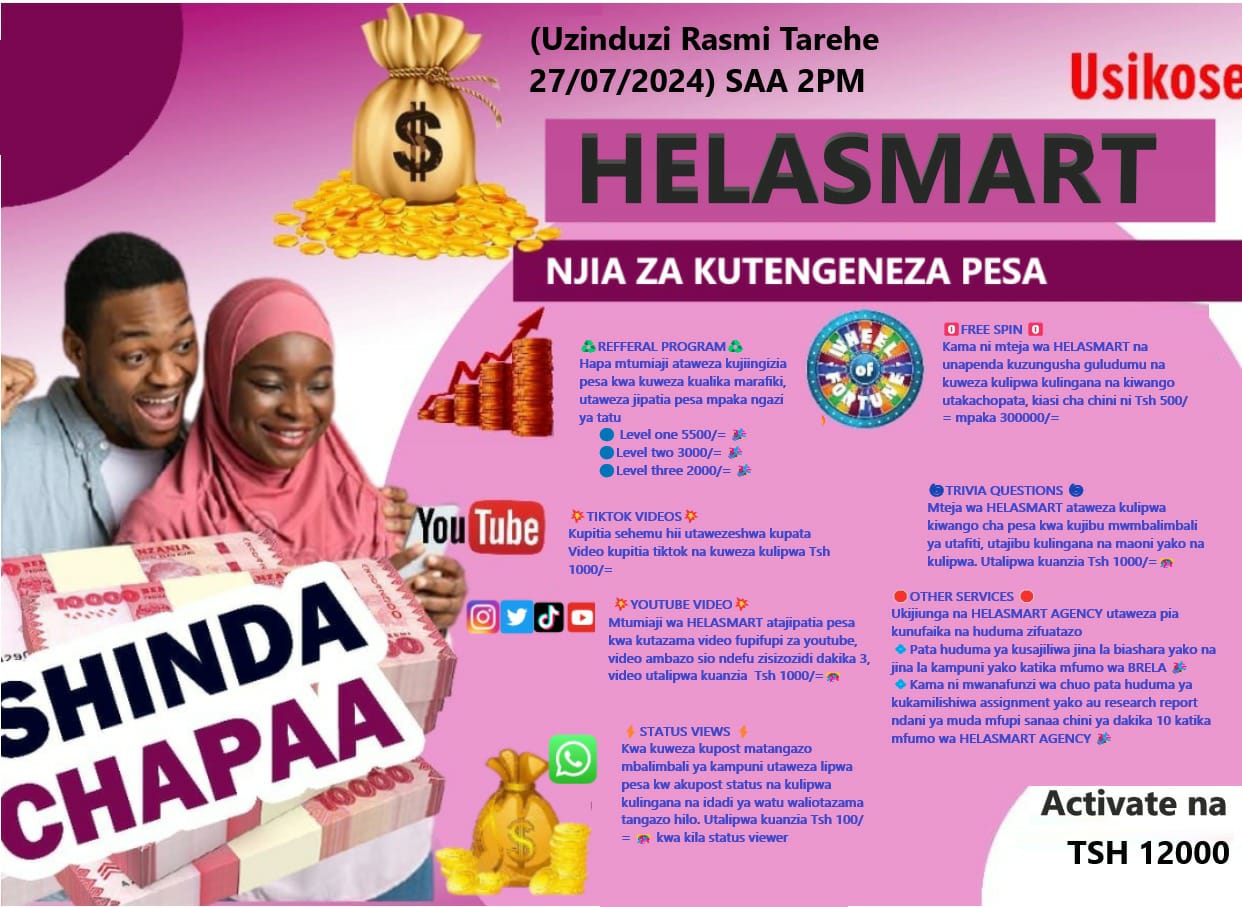 (Uzinduzi Rasmi Tarehe
27/07/2024) SAA 2PM
Usikose
HELASMART
NJIA ZA KUTENGENEZA PESA
♻️REFFERAL PROGRAM♻️
Hapa mtumiaji ataweza kujiingizia
pesa kwa kuweza kualika marafiki,
utaweza jipatia pesa mpaka ngazi
ya tatu
🔵 Level one 5500/= 🎉
🔵Level two 3000/= 🎉
🔵Level three 2000/= 🎉
WHEEL
of
FORTUNE
🅾️FREE SPIN 🅾️
Kama ni mteja wa HELASMART na
unapenda kuzungusha guludumu na
kuweza kulipwa kulingana na kiwango
utakachopata, kiasi cha chini ni Tsh 500/
= mpaka 300000/=
YouTube
💥TIKTOK VIDEOS💥
Kupitia sehemu hii utawezeshwa kupata
Video kupitia tiktok na kuweza kulipwa Tsh
1000/=
🌀TRIVIA QUESTIONS 🌀
Mteja wa HELASMART ataweza kulipwa
kiwango cha pesa kwa kujibu mwmbalimbali
ya utafiti, utajibu kulingana na maoni yako na
kulipwa. Utalipwa kuanzia Tsh 1000/=
💥YOUTUBE VIDEO💥
Mtumiaji wa HELASMART atajipatia pesa
kwa kutazama video fupifupi za youtube,
video ambazo sio ndefu zisizozidi dakika 3,
video utalipwa kuanzia Tsh 1000/=
🛑OTHER SERVICES 🛑
Ukijiunga na HELASMART AGENCY utaweza pia
kunufaika na huduma zifuatazo
💠Pata huduma ya kusajiliwa jina la biashara yako na
jina la kampuni yako katika mfumo wa BRELA 🎉
💠Kama ni mwanafunzi wa chuo pata huduma ya
kukamilishiwa assignment yako au research report
ndani ya muda mfupi sanaa chini ya dakika 10 katika
mfumo wa HELASMART AGENCY 🎉
⚡STATUS VIEWS ⚡
Kwa kuweza kupost matangazo
mbalimbali ya kampuni utaweza lipwa
pesa kw akupost status na kulipwa
kulingana na idadi ya watu waliotazama
tangazo hilo. Utalipwa kuanzia Tsh 100/
= kwa kila status viewer
SHINDA
CHAPAA
10000
10000
Activate na
TSH 12000